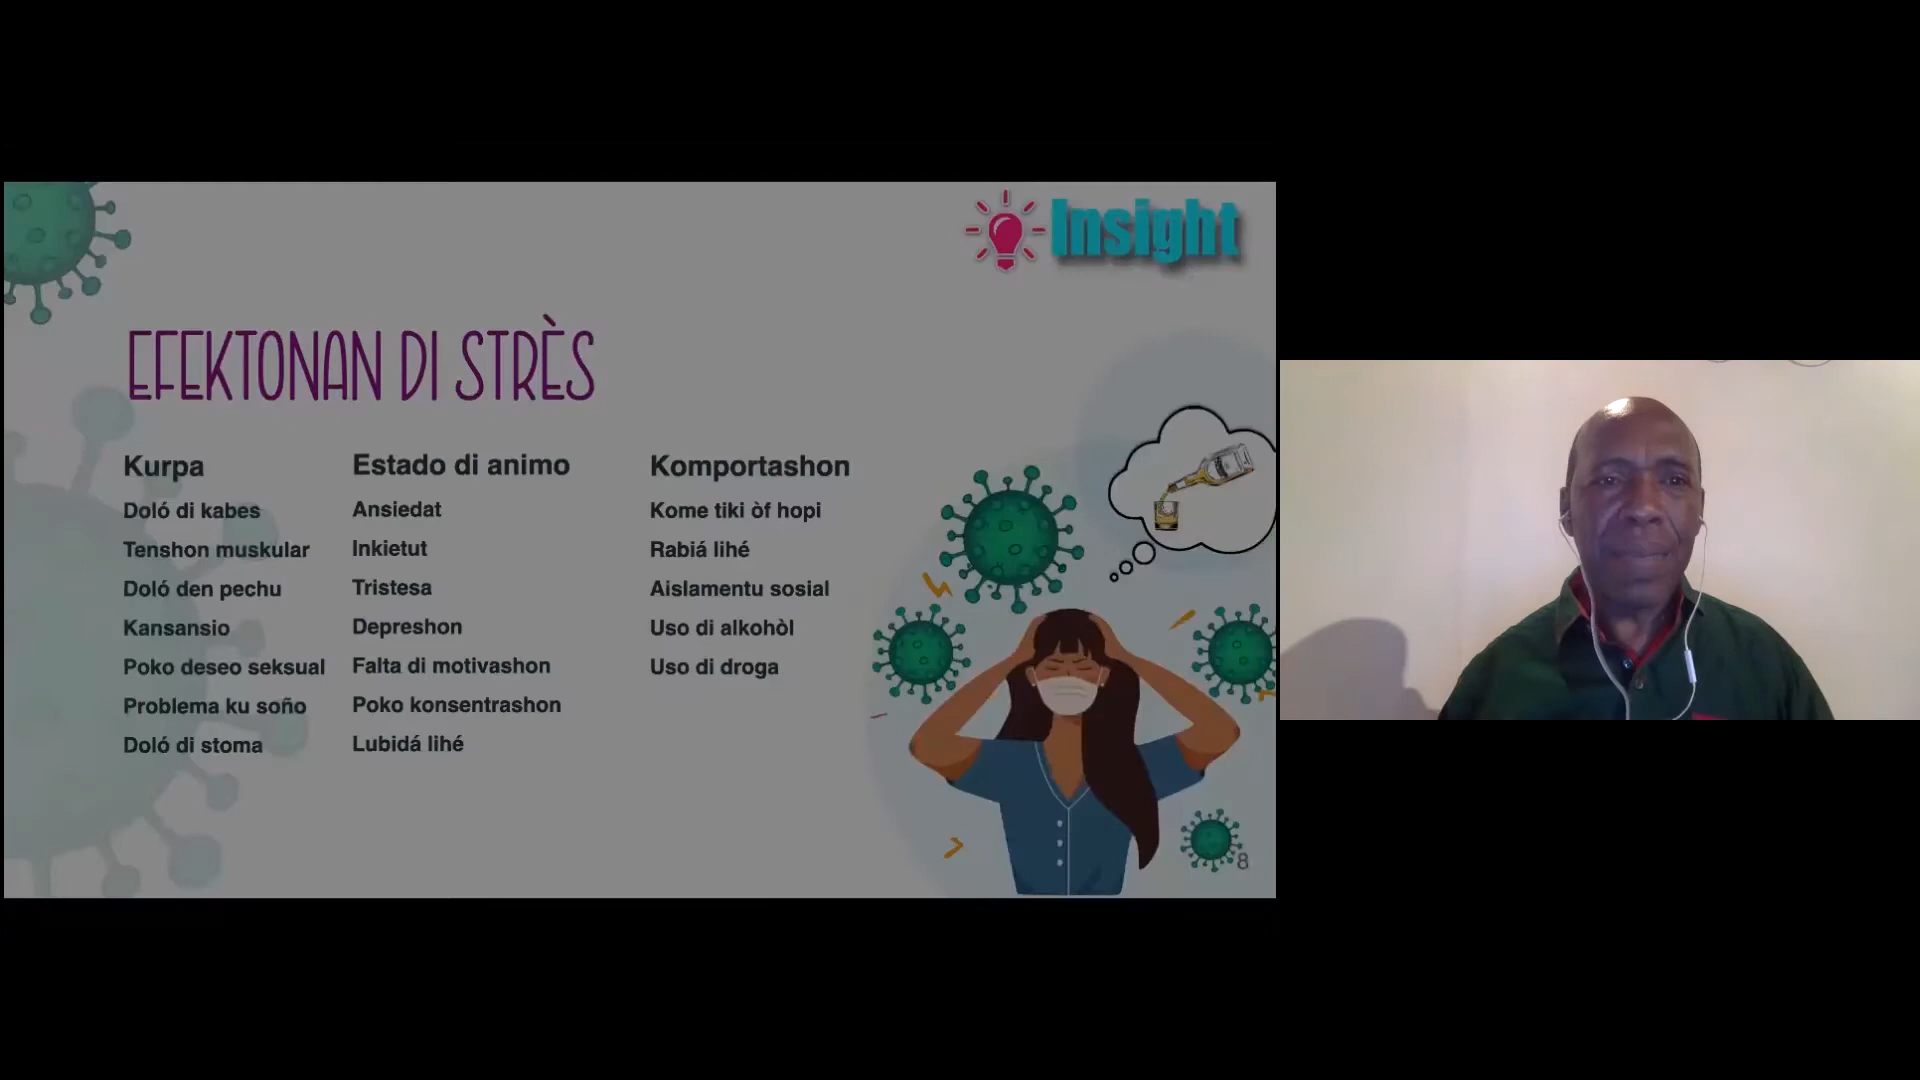 Insight
EFEKTONAN DI STRÈS
Kurpa
Doló di kabes
Tenshon muskular
Doló den pechu
Kansansio
Poko deseo seksual
Problema ku soño
Doló di stoma
Estado di animo
Ansiedat
Inkietut
Tristesa
Depreshon
Falta di motivashon
Poko konsentrashon
Lubidá lihé
Komportashon
Kome tiki òf hopi
Rabiá lihé
Aislamentu sosial
Uso di alkohòl
Uso di droga
8